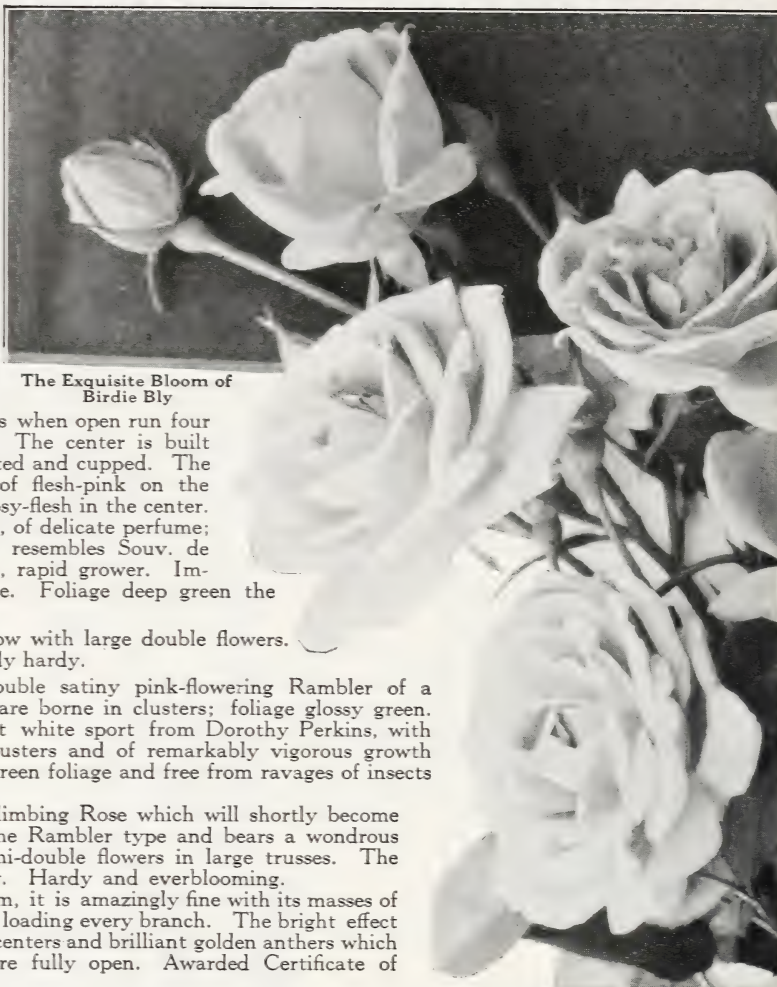 The Exquisite Bloom of
Birdie Bly
s when open run four
The center is built
ted and cupped. The
of flesh-pink on the
sy-flesh in the center.
, of delicate perfume;
resembles Souv. de
, rapid grower. Im-
e. Foliage deep green the
ow with large double flowers.
ly hardy.
ouble satiny pink-flowering Rambler of a
are borne in clusters; foliage glossy green.
t white sport from Dorothy Perkins, with
usters and of remarkably vigorous growth
reen foliage and free from ravages of insects
limbing Rose which will shortly become
ne Rambler type and bears a wondrous
ni-double flowers in large trusses. The
. Hardy and everblooming.
m, it is amazingly fine with its masses of
loading every branch. The bright effect
centers and brilliant golden anthers which
re fully open. Awarded Certificate of